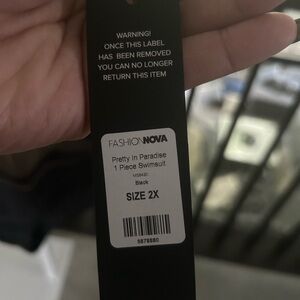 WARNING!
ONCE THIS LABEL
HAS BEEN REMOVED
YOU CAN NO LONGER
RETURN THIS ITEM
FASHIONNOVA
Pretty In Paradise
1 Piece Swimsuit
Black
SIZE 2X